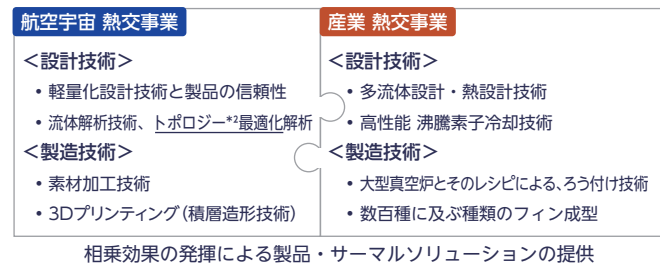 航空宇宙 熱交事業
＜設計技術＞
• 軽量化設計技術と製品の信頼性
• 流体解析技術、トポロジー*2最適化解析
＜製造技術＞
• 素材加工技術
• 3Dプリンティング（積層造形技術）
産業 熱交事業
＜設計技術＞
• 多流体設計・熱設計技術
• 高性能 沸騰素子冷却技術
＜製造技術＞
• 大型真空炉とそのレシピによる、ろう付け技術
• 数百種に及ぶ種類のフィン成型
相乗効果の発揮による製品・サーマルソリューションの提供